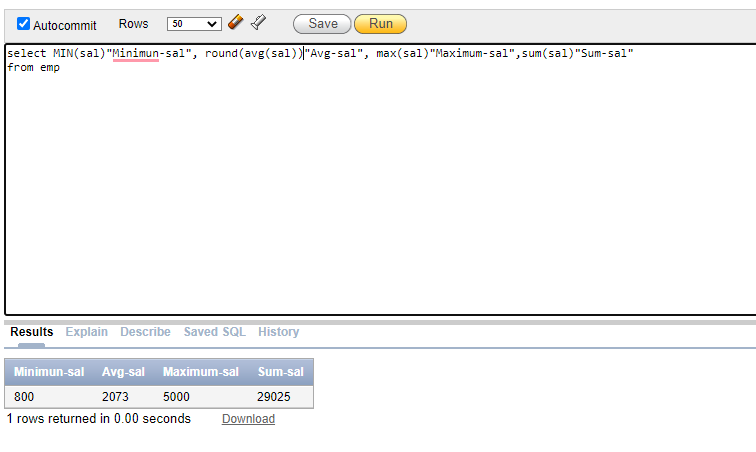 Autocommit Rows 50 Save Run
select MIN(sal)"Minimun-sal", round(avg(sal))"Avg-sal", max(sal)"Maximum-sal",sum(sal)"Sum-sal"
from emp
Results Explain Describe Saved SQL History
Minimun-sal Avg-sal Maximum-sal Sum-sal
800 2073 5000 29025
1 rows returned in 0.00 seconds Download